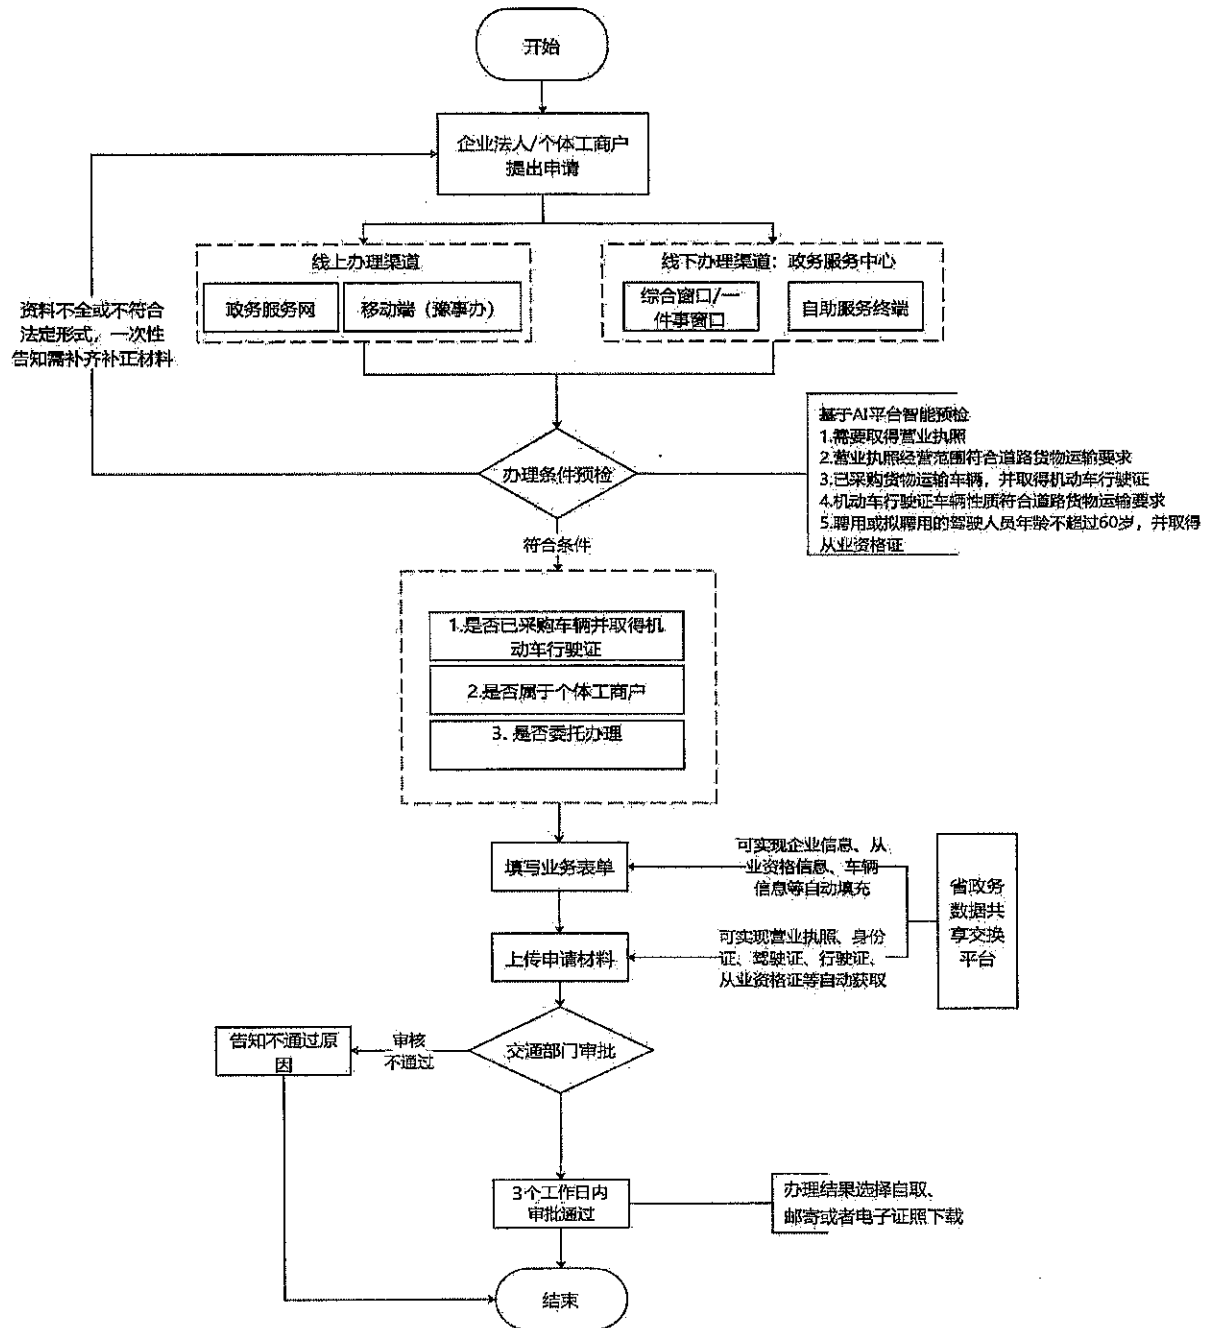 开始
企业法人/个体工商户
提出申请
线上办理渠道
政务服务网
移动端（豫事办）
线下办理渠道：政务服务中心
综合窗口/一
件事窗口
自助服务终端
资料不全或不符合
法定形式，一次性
告知需补齐补正材料
办理条件预检
基于AI平台智能预检
1.需要取得营业执照
2.营业执照经营范围符合道路货物运输要求
3.已采购货物运输车辆，并取得机动车行驶证
4.机动车行驶证车辆性质符合道路货物运输要求
5.聘用或拟聘用的驾驶人员年龄不超过60岁，并取得
从业资格证
符合条件
1.是否已采购车辆并取得机
动车行驶证
2.是否属于个体工商户
3. 是否委托办理
填写业务表单
可实现企业信息、从
业资格信息、车辆
信息等自动填充
省政务
数据共
享交换
平台
上传申请材料
可实现营业执照、身份
证、驾驶证、行驶证、
从业资格证等自动获取
交通部门审批
审核
不通过
告知不通过原
因
3个工作日内
审批通过
办理结果选择自取、
邮寄或者电子证照下载
结束